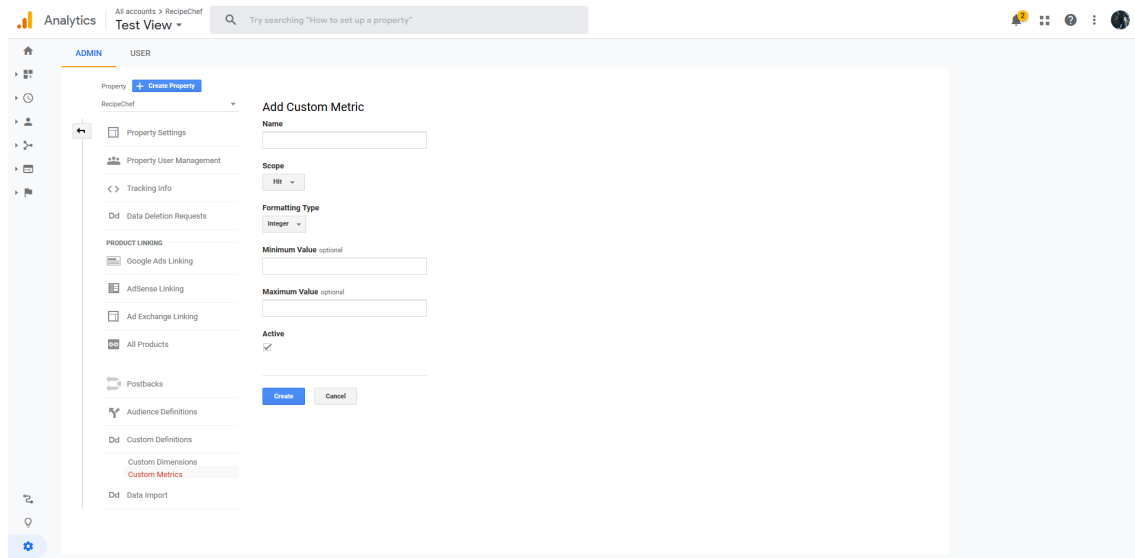 Analytics
All accounts > RecipeChef
Test View
Try searching "How to set up a property"
2
ADMIN
USER
Property
Create Property
RecipeChef
Property Settings
Property User Management
Tracking Info
Dd Data Deletion Requests
PRODUCT LINKING
Google Ads Linking
AdSense Linking
Ad Exchange Linking
All Products
Postbacks
Audience Definitions
Dd Custom Definitions
Custom Dimensions
Custom Metrics
Dd Data Import
Add Custom Metric
Name
Scope
Hit
Formatting Type
Integer
Minimum Value optional
Maximum Value optional
Active
Create
Cancel